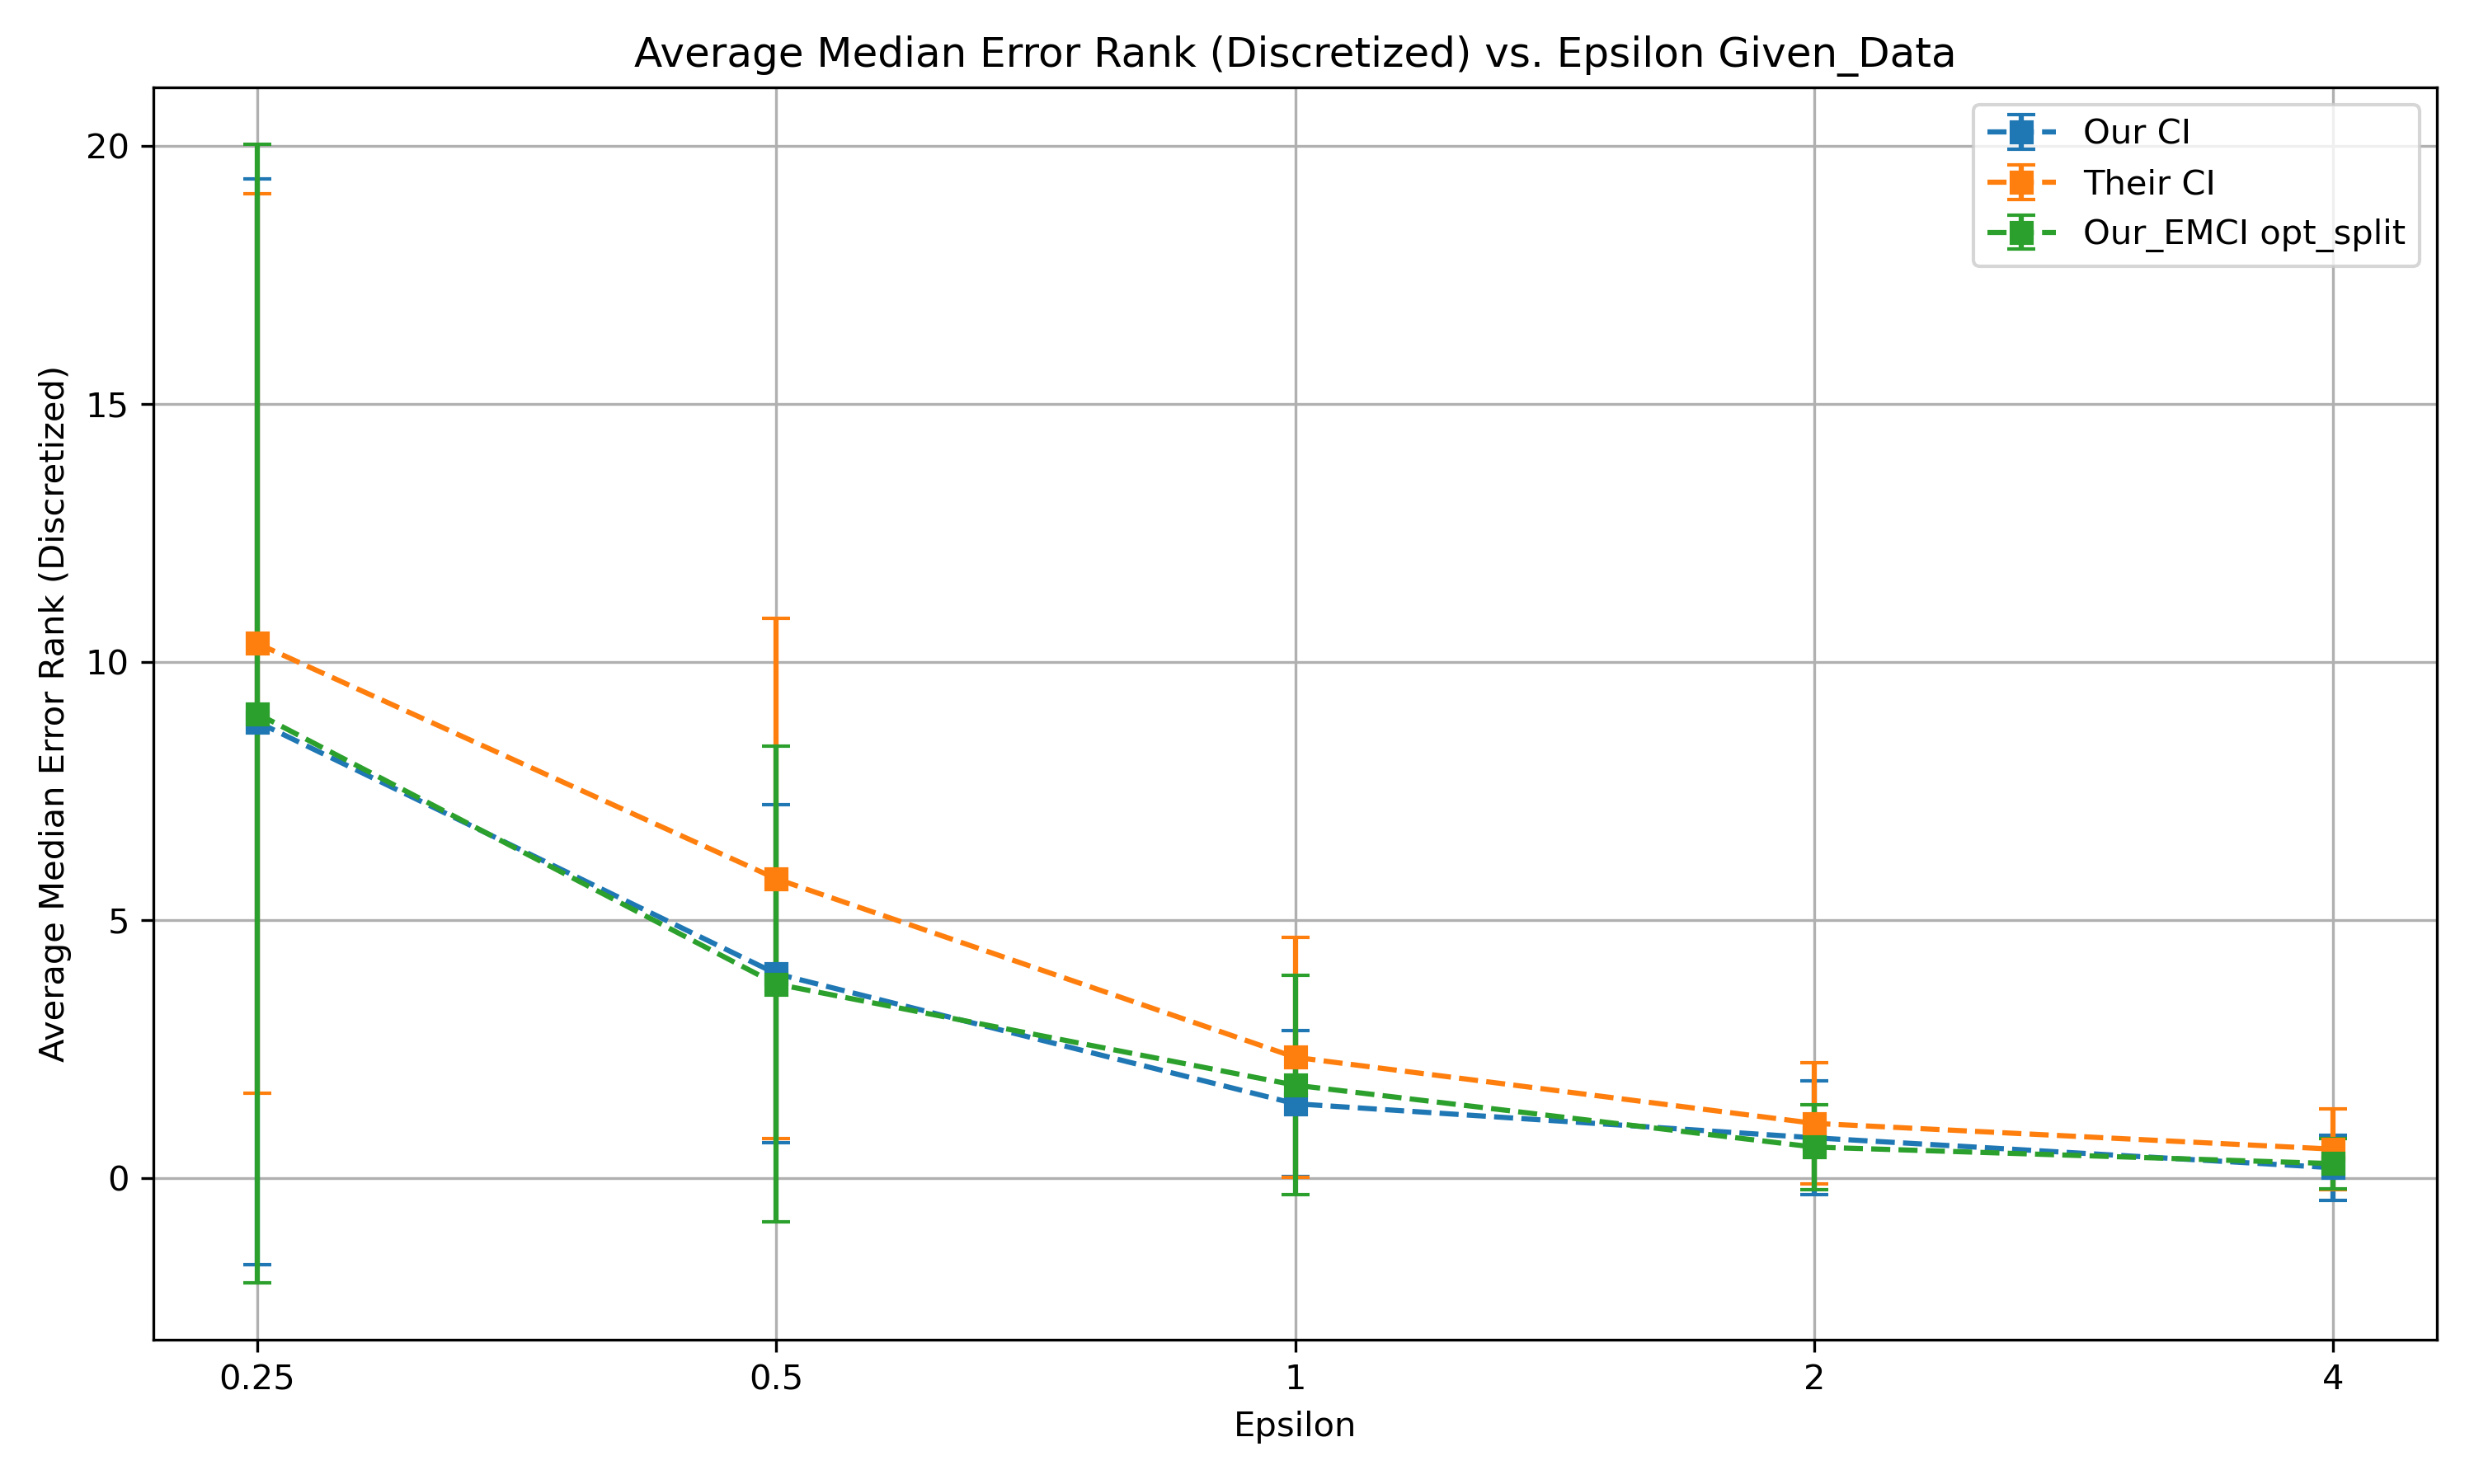 Average Median Error Rank (Discretized) vs. Epsilon Given_Data
Our CI
Their CI
Our_EMCI opt_split
Average Median Error Rank (Discretized)
20
15
10
5
0
0.25
0.5
1
2
4
Epsilon